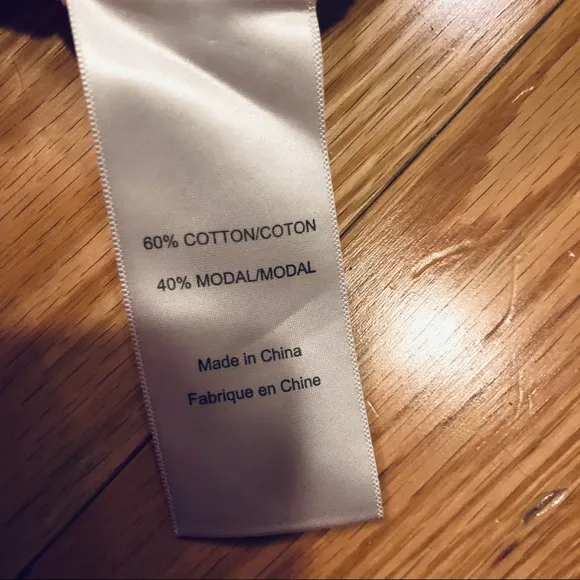 60% COTTON/COTON
40% MODAL/MODAL
Made in China
Fabrique en Chine